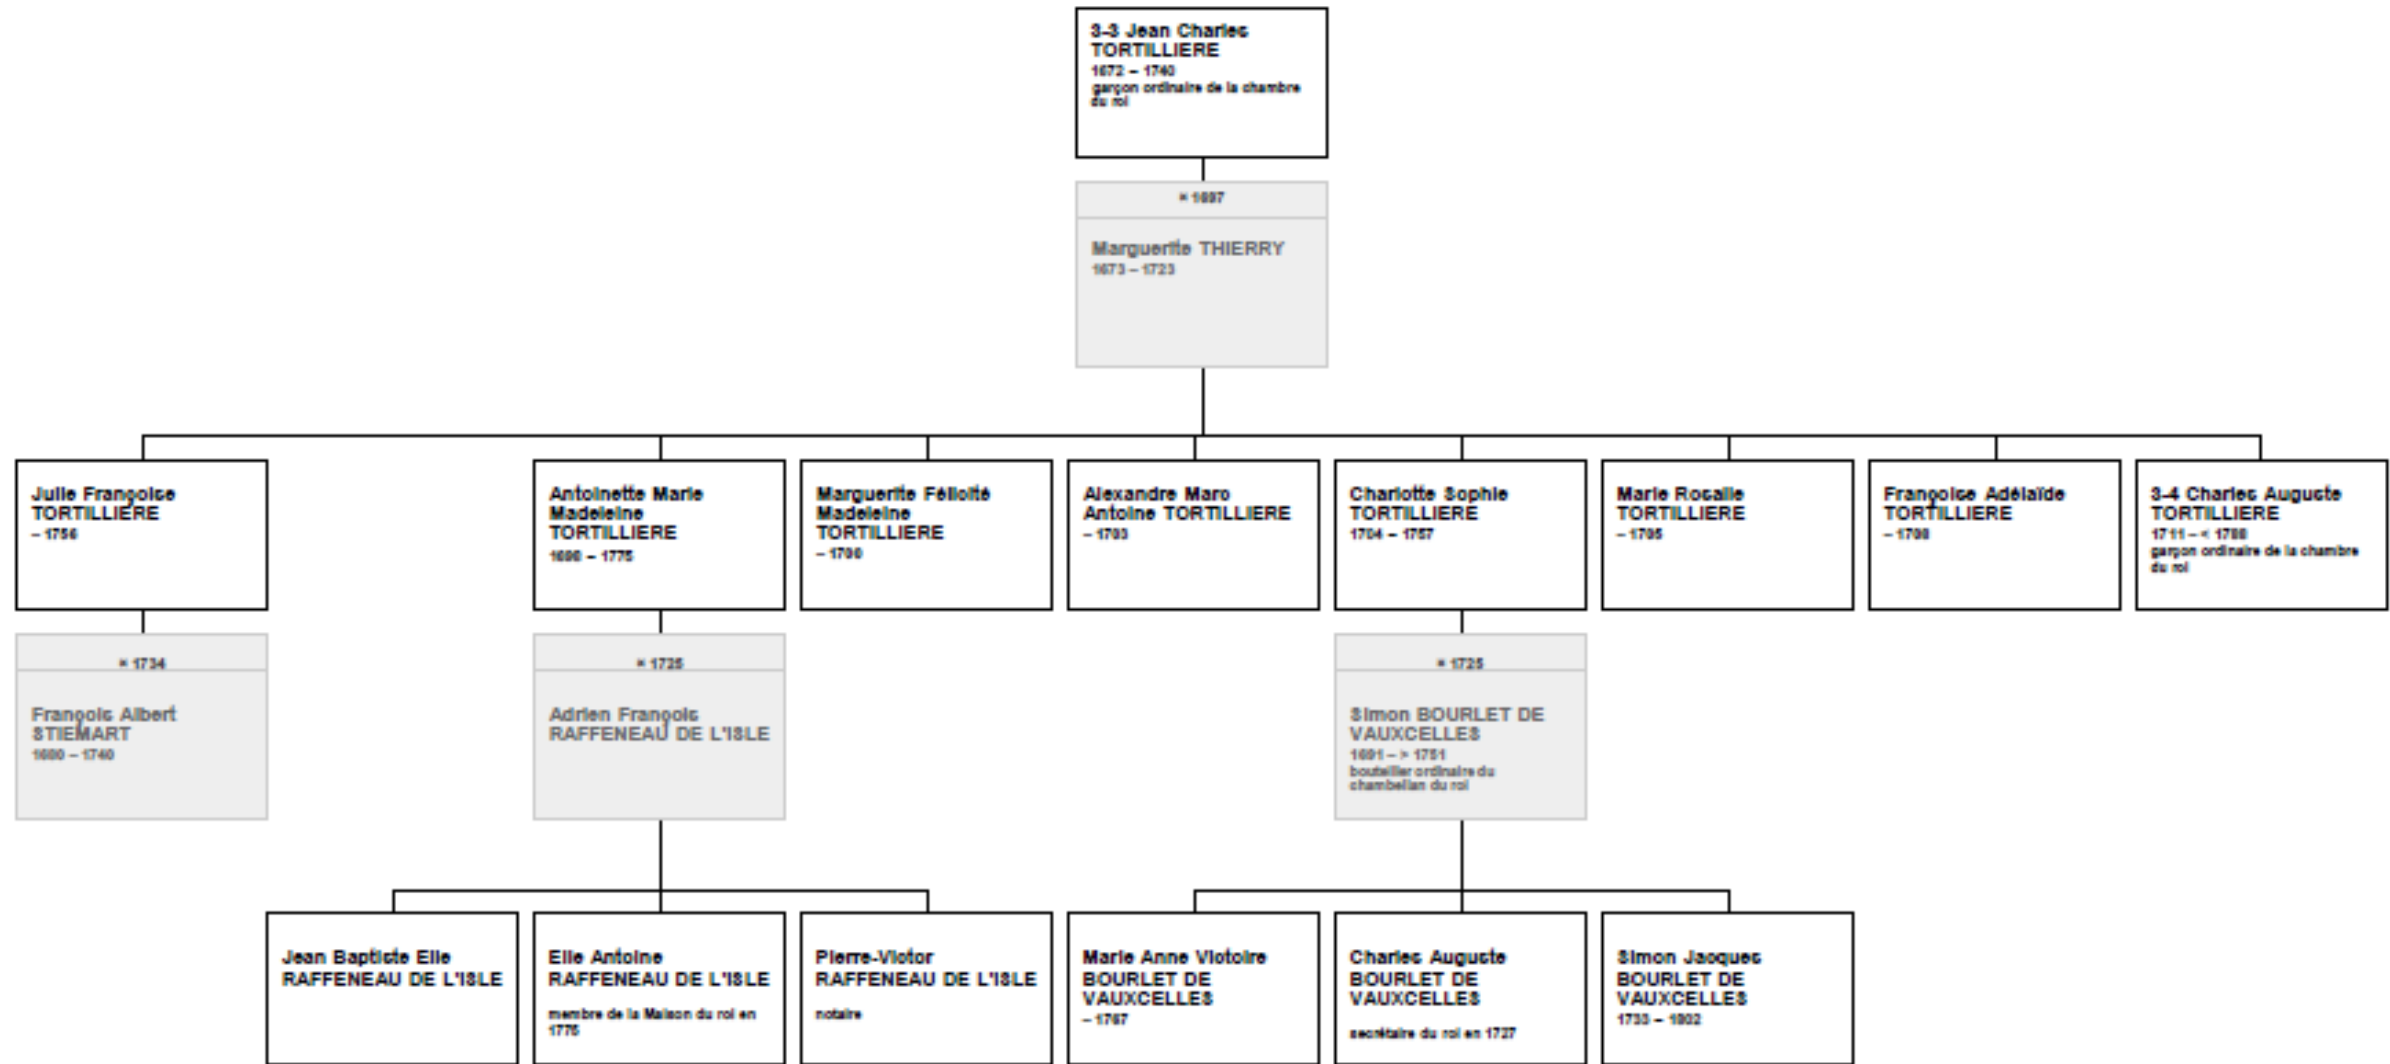 3-3 Jean Charles
TORTILLIERE
1672 – 1740
garçon ordinaire de la chambre
du roi
× 1697
Marguerite THIERRY
1673 – 1723
Julie Françoise
TORTILLIERE
– 1756
Antoinette Marie
Madeleine
TORTILLIERE
1698 – 1775
Marguerite Félicité
Madeleine
TORTILLIERE
– 1700
Alexandre Marc
Antoine TORTILLIERE
– 1703
Charlotte Sophie
TORTILLIERE
1704 – 1757
Marie Rosalie
TORTILLIERE
– 1705
Françoise Adélaïde
TORTILLIERE
– 1708
3-4 Charles Auguste
TORTILLIERE
1711 – < 1788
garçon ordinaire de la chambre
du roi
× 1734
François Albert
STIEMART
1680 – 1740
× 1725
Adrien François
RAFFENEAU DE L'ISLE
× 1725
Simon BOURLET DE
VAUXCELLES
1691 – > 1751
bouteiller ordinaire du
chambellan du roi
Jean Baptiste Elie
RAFFENEAU DE L'ISLE
Elie Antoine
RAFFENEAU DE L'ISLE
membre de la Maison du roi en
1775
Pierre-Victor
RAFFENEAU DE L'ISLE
notaire
Marie Anne Victoire
BOURLET DE
VAUXCELLES
– 1767
Charles Auguste
BOURLET DE
VAUXCELLES
secrétaire du roi en 1727
Simon Jacques
BOURLET DE
VAUXCELLES
1733 – 1802